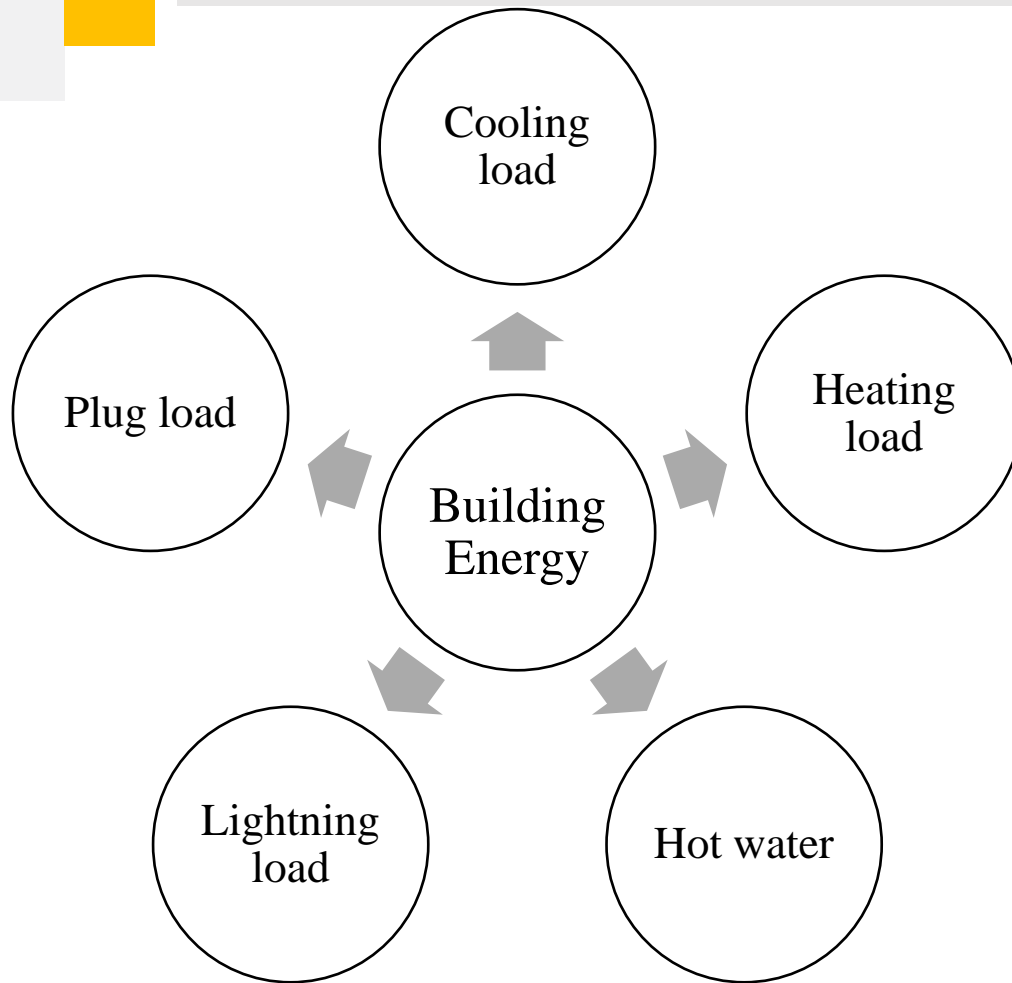 Cooling
load
Plug load
Heating
load
Building
Energy
Lightning
load
Hot water